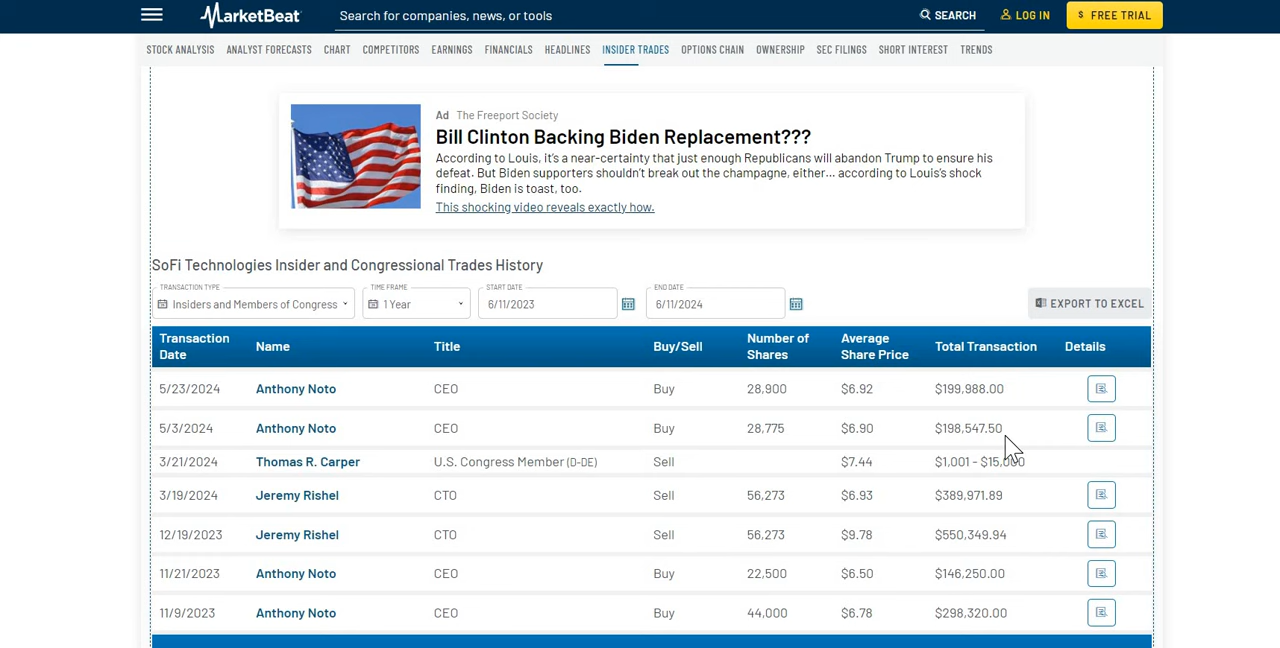 MarketBeat
Search for companies, news, or tools
SEARCH
LOG IN
$ FREE TRIAL
STOCK ANALYSIS ANALYST FORECASTS CHART COMPETITORS EARNINGS FINANCIALS HEADLINES INSIDER TRADES OPTIONS CHAIN OWNERSHIP SEC FILINGS SHORT INTEREST TRENDS
Ad The Freeport Society
Bill Clinton Backing Biden Replacement???
According to Louis, it's a near-certainty that just enough Republicans will abandon Trump to ensure his
defeat. But Biden supporters shouldn't break out the champagne, either... according to Louis's shock
finding, Biden is toast, too.
This shocking video reveals exactly how.
SoFi Technologies Insider and Congressional Trades History
TRANSACTION TYPE TIME FRAME START DATE END DATE
Insiders and Members of Congress 1 Year 6/11/2023 6/11/2024 EXPORT TO EXCEL
Transaction Date Name Title Buy/Sell Number of Shares Average Share Price Total Transaction Details
5/23/2024 Anthony Noto CEO Buy 28,900 $6.92 $199,988.00
5/3/2024 Anthony Noto CEO Buy 28,775 $6.90 $198,547.50
3/21/2024 Thomas R. Carper U.S. Congress Member (D-DE) Sell $7.44 $1,001 - $15,000
3/19/2024 Jeremy Rishel CTO Sell 56,273 $6.93 $389,971.89
12/19/2023 Jeremy Rishel CTO Sell 56,273 $9.78 $550,349.94
11/21/2023 Anthony Noto CEO Buy 22,500 $6.50 $146,250.00
11/9/2023 Anthony Noto CEO Buy 44,000 $6.78 $298,320.00